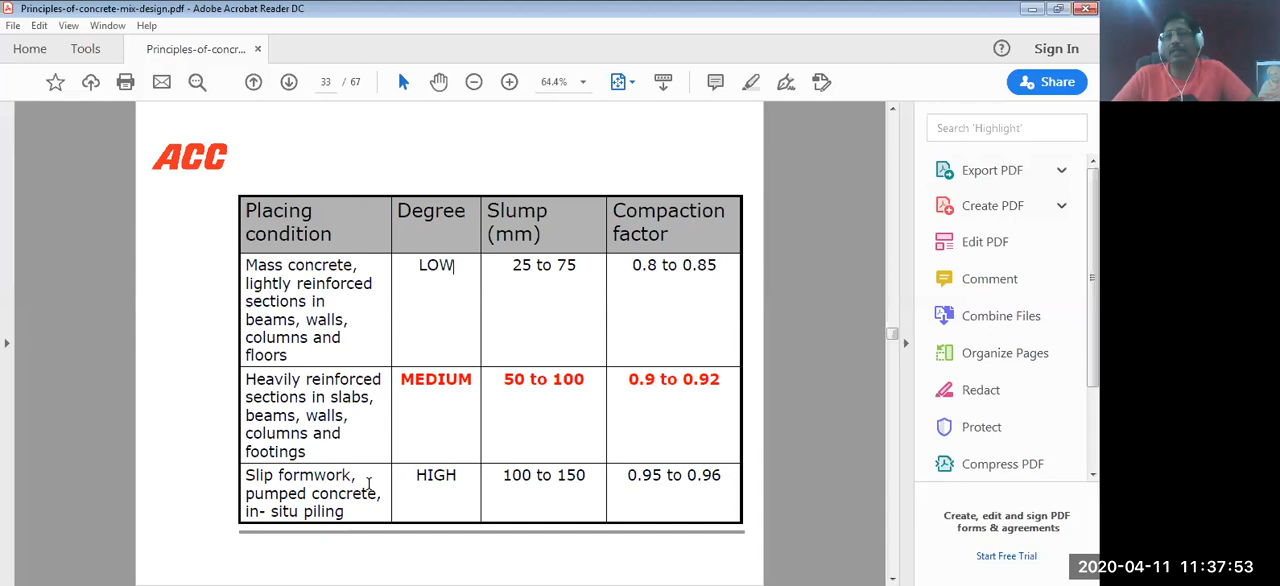 Principles-of-concrete-mix-design.pdf - Adobe Acrobat Reader DC
File Edit View Window Help
Home Tools Principles-of-concr... × Sign In
33 / 67 64.4% Share
ACC
Placing condition Degree Slump (mm) Compaction factor
Mass concrete,
lightly reinforced
sections in
beams, walls,
columns and
floors
LOW 25 to 75 0.8 to 0.85
Heavily reinforced
sections in slabs,
beams, walls,
columns and
footings
MEDIUM 50 to 100 0.9 to 0.92
Slip formwork,
pumped concrete,
in- situ piling
HIGH 100 to 150 0.95 to 0.96
Search 'Highlight'
Export PDF
Create PDF
Edit PDF
Comment
Combine Files
Organize Pages
Redact
Protect
Compress PDF
Create, edit and sign PDF
forms & agreements
Start Free Trial
2020-04-11 11:37:53